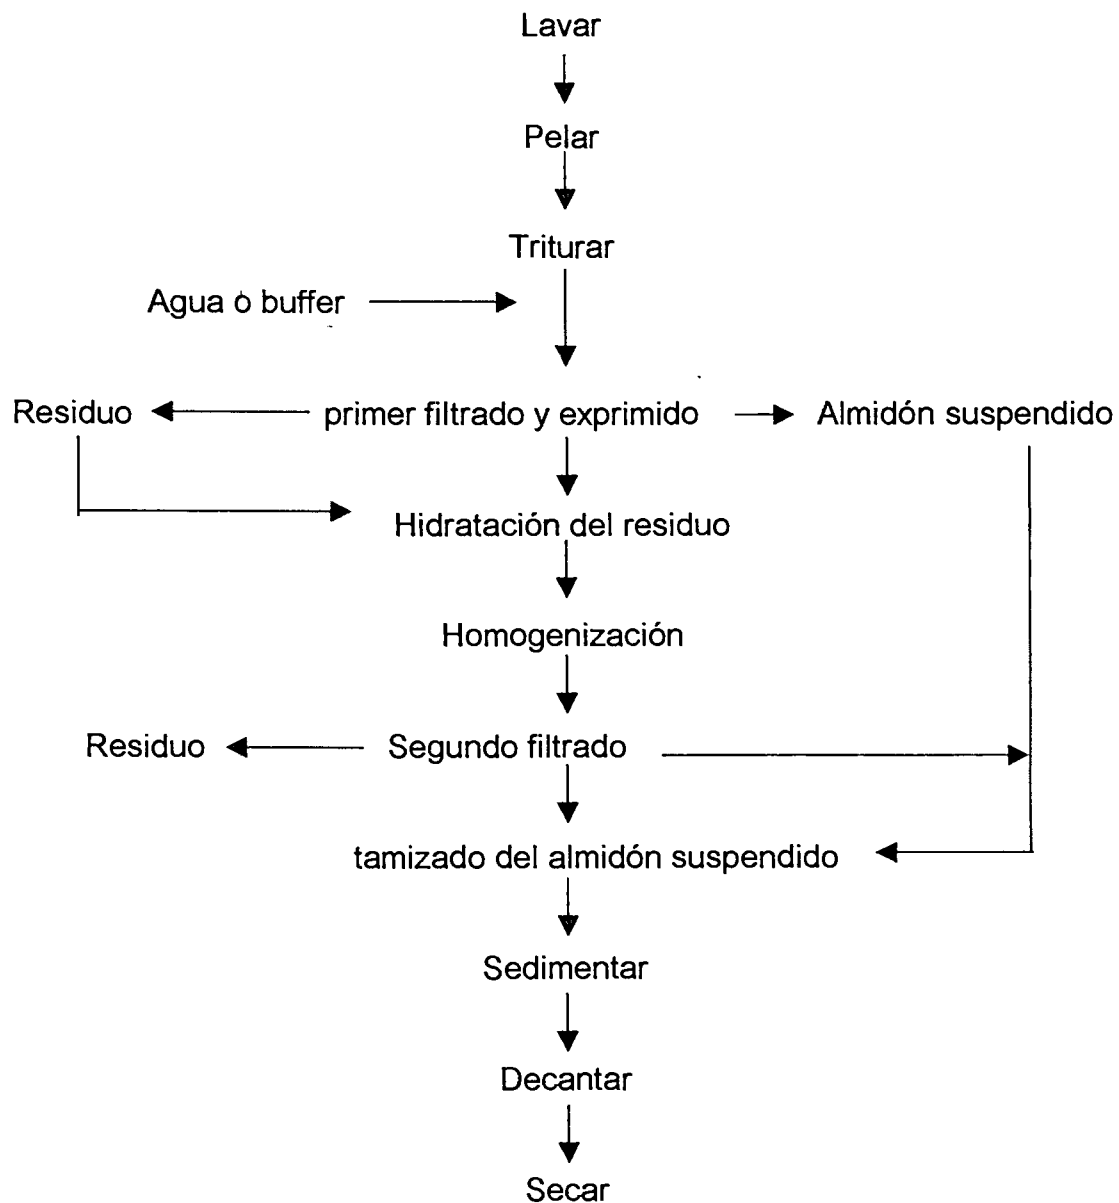 Lavar
Pelar
Triturar
Agua o buffer
Residuo
primer filtrado y exprimido
Almidón suspendido
Hidratación del residuo
Homogenización
Residuo
Segundo filtrado
tamizado del almidón suspendido
Sedimentar
Decantar
Secar